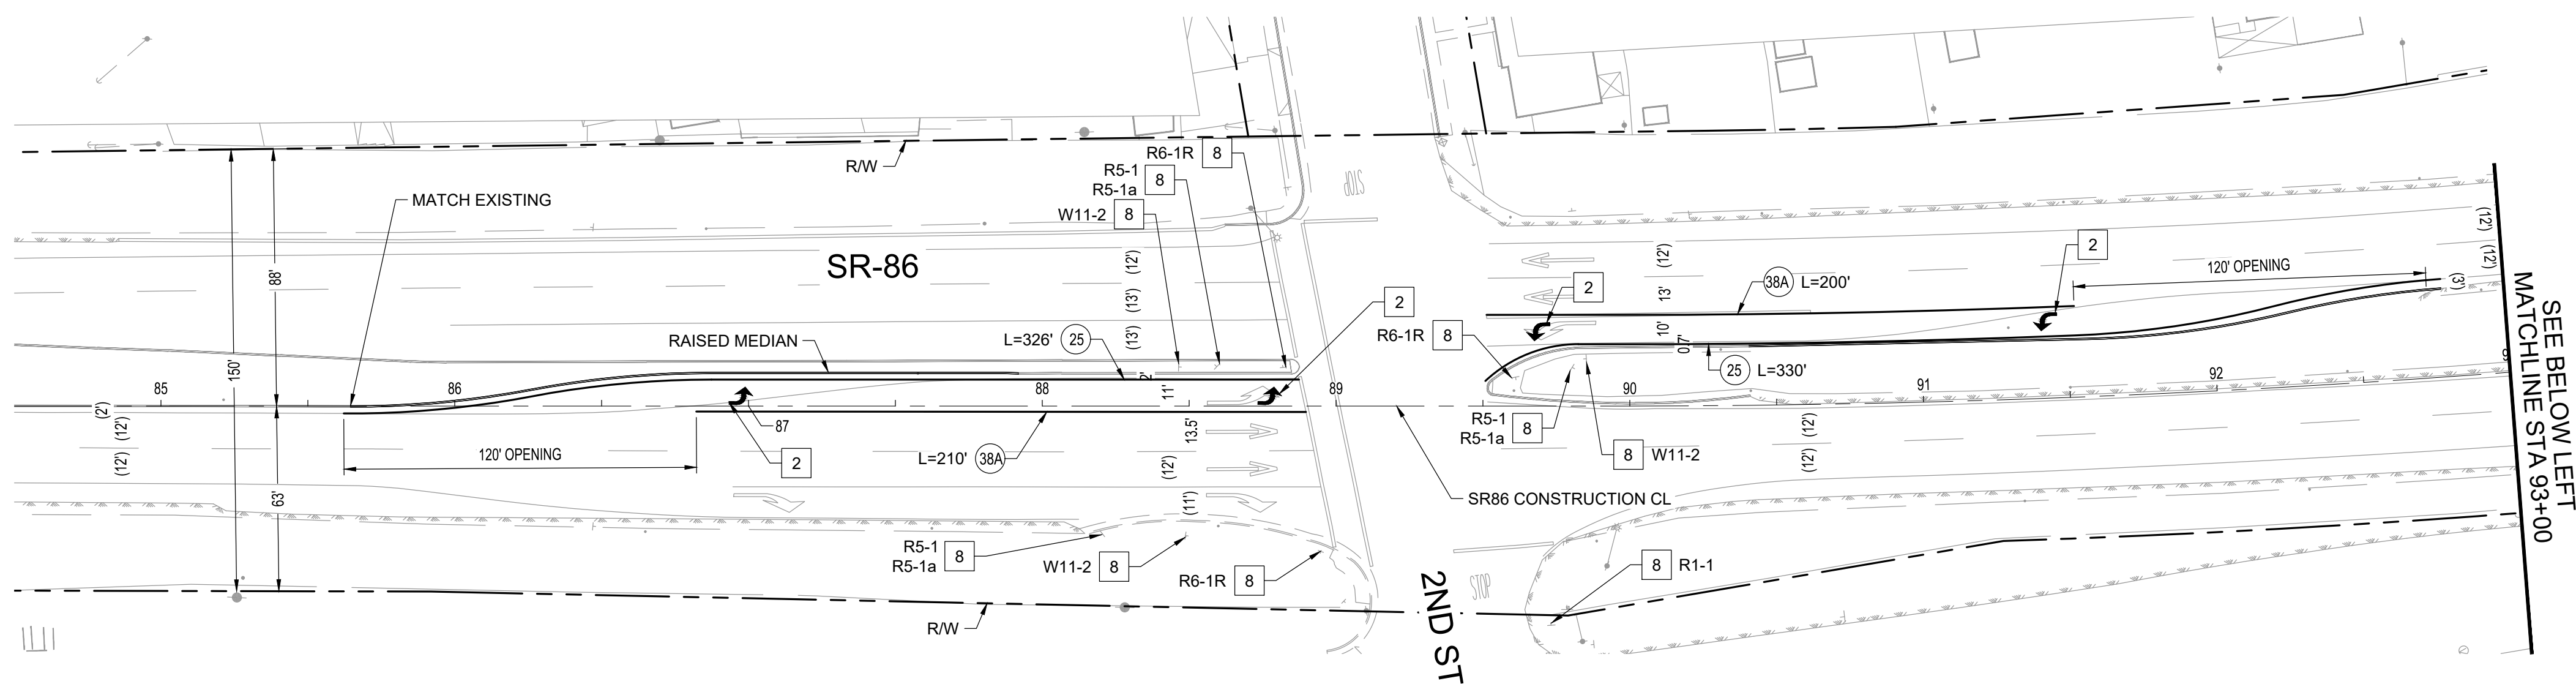 R/W
R6-1R 8
R5-1
R5-1a 8
W11-2 8
STOP
MATCH EXISTING
SR-86
88'
150'
63'
(12')
(13')
(13')
RAISED MEDIAN
L=326' 25
2
R6-1R 8
2
(12')
13'
10'
0.7'
38A L=200'
2
120' OPENING
(12')
(12')
(3')
25 L=330'
85
86
87
88
89
90
91
92
9
(2')
(12')
(12')
120' OPENING
2
2'
11'
13.5'
(12')
(11')
L=210' 38A
R5-1
R5-1a 8
8 W11-2
(12')
(12')
SR86 CONSTRUCTION CL
R5-1
R5-1a 8
W11-2 8
R6-1R 8
8 R1-1
STOP
2ND ST
R/W
SEE BELOW LEFT
MATCHLINE STA 93+00